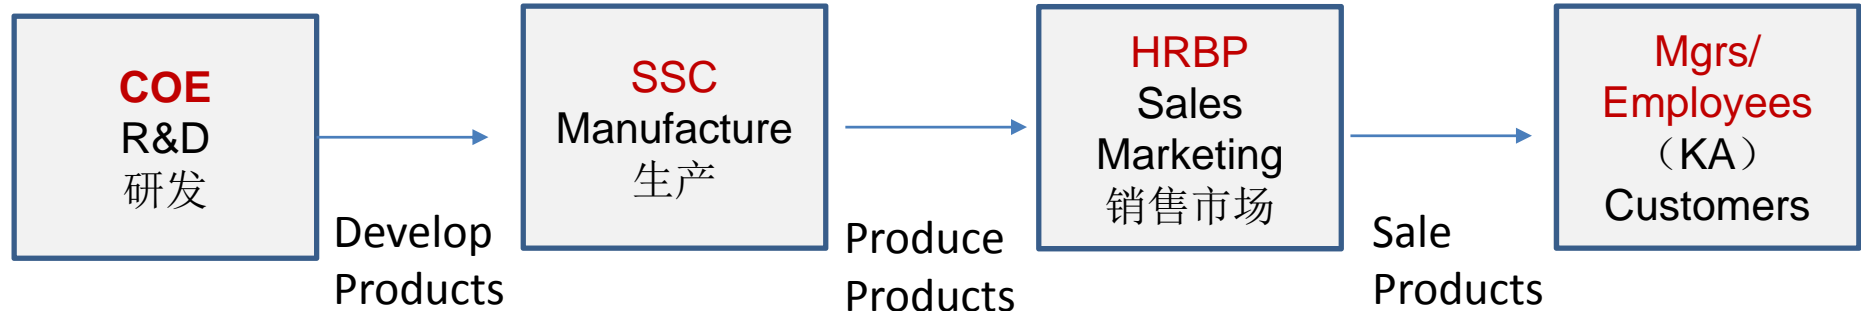 COE
R&D
研发
Develop
Products
SSC
Manufacture
生产
Produce
Products
HRBP
Sales
Marketing
销售市场
Sale
Products
Mgrs/
Employees
（KA）
Customers